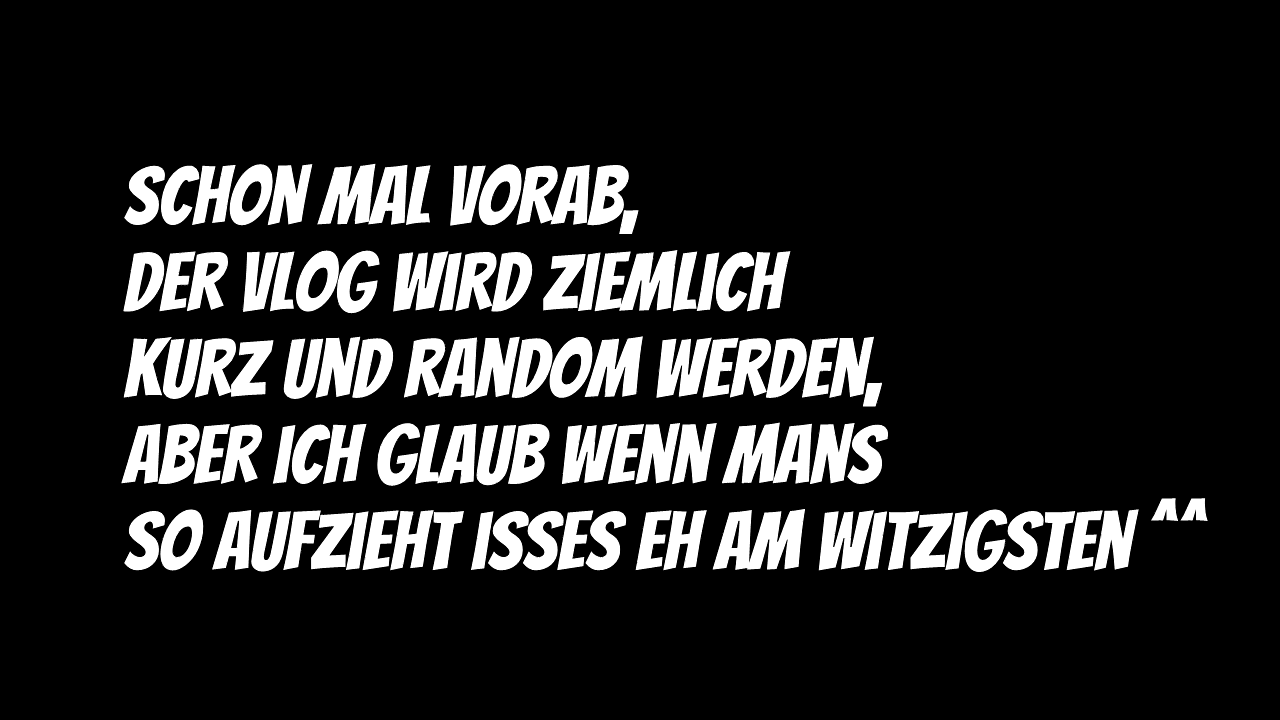 SCHON MAL VORAB,
DER VLOG WIRD ZIEMLICH
KURZ UND RANDOM WERDEN,
ABER ICH GLAUB WENN MANS
SO AUFZIEHT ISSES EH AM WITZIGSTEN ^^